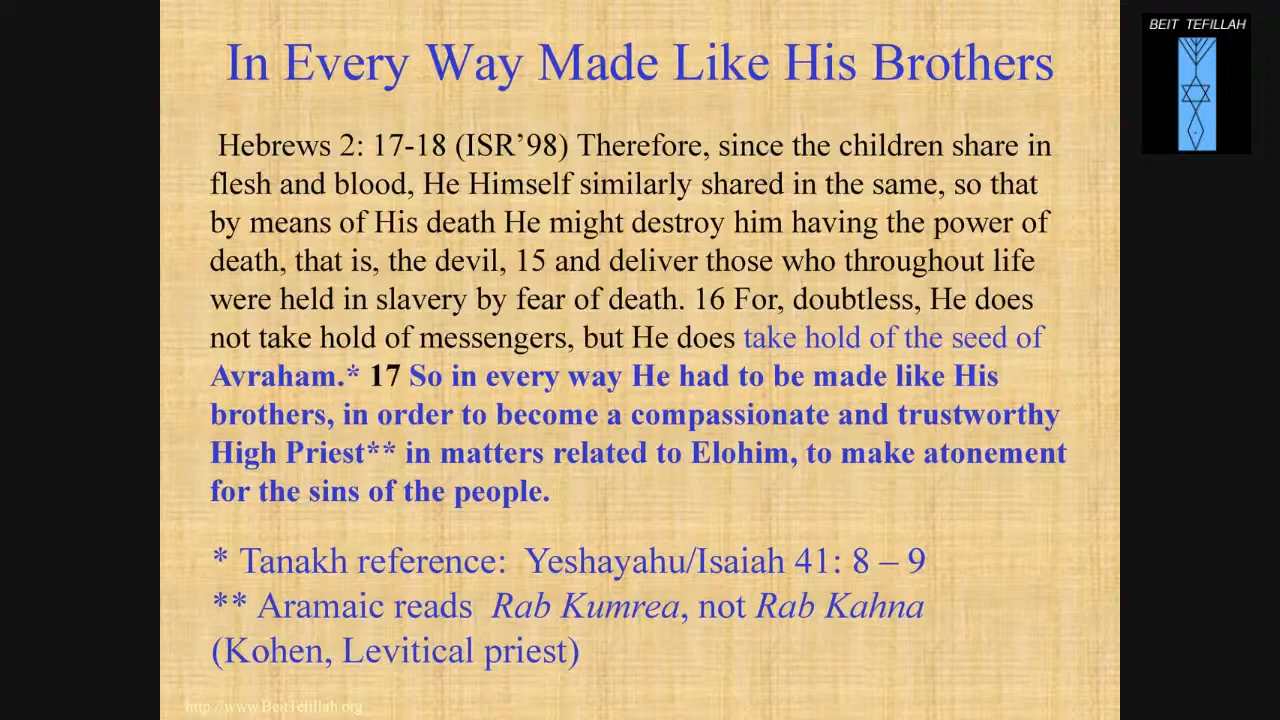 In Every Way Made Like His Brothers
BEIT TEFILLAH
Hebrews 2: 17-18 (ISR’98) Therefore, since the children share in
flesh and blood, He Himself similarly shared in the same, so that
by means of His death He might destroy him having the power of
death, that is, the devil, 15 and deliver those who throughout life
were held in slavery by fear of death. 16 For, doubtless, He does
not take hold of messengers, but He does take hold of the seed of
Avraham.* 17 So in every way He had to be made like His
brothers, in order to become a compassionate and trustworthy
High Priest** in matters related to Elohim, to make atonement
for the sins of the people.
* Tanakh reference: Yeshayahu/Isaiah 41: 8 – 9
** Aramaic reads Rab Kumrea, not Rab Kahna
(Kohen, Levitical priest)
http://www.BeitTefillah.org